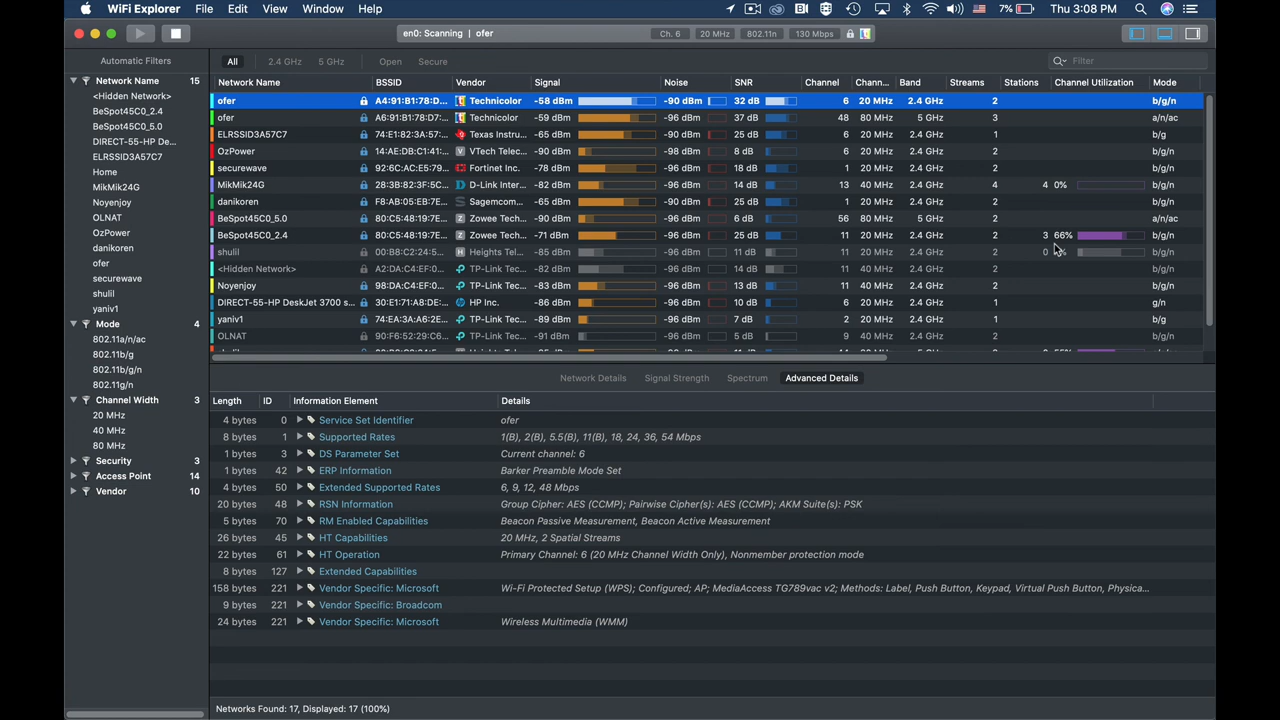 WiFi Explorer File Edit View Window Help 7% Thu 3:08 PM
en0: Scanning | ofer Ch. 6 20 MHz 802.11n 130 Mbps
Automatic Filters All 2.4 GHz 5 GHz Open Secure Filter
Network Name 15
<Hidden Network>
BeSpot45C0_2.4
BeSpot45C0_5.0
DIRECT-55-HP De...
ELRSSID3A57C7
Home
MikMik24G
Noyenjoy
OLNAT
OzPower
danikoren
ofer
securewave
shulil
yaniv1
Mode 4
802.11a/n/ac
802.11b/g
802.11b/g/n
802.11g/n
Channel Width 3
20 MHz
40 MHz
80 MHz
Security 3
Access Point 14
Vendor 10
Network Name BSSID Vendor Signal Noise SNR Channel Chann... Band Streams Stations Channel Utilization Mode
ofer A4:91:B1:78:D... Technicolor -58 dBm -90 dBm 32 dB 6 20 MHz 2.4 GHz 2 b/g/n
ofer A6:91:B1:78:D7:... Technicolor -59 dBm -96 dBm 37 dB 48 80 MHz 5 GHz 3 a/n/ac
ELRSSID3A57C7 74:E1:82:3A:57:... Texas Instru... -65 dBm -96 dBm 25 dB 6 20 MHz 2.4 GHz 1 b/g
OzPower 14:AE:DB:C1:41:... VTech Telec... -90 dBm -98 dBm 8 dB 1 20 MHz 2.4 GHz 2 b/g/n
securewave 92:6C:AC:E5:79... Fortinet Inc. -78 dBm -96 dBm 18 dB 1 20 MHz 2.4 GHz 2 b/g/n
MikMik24G 28:3B:82:3F:5C... D-Link Inter... -82 dBm -96 dBm 14 dB 13 40 MHz 2.4 GHz 4 4 0% b/g/n
danikoren F8:AB:05:EB:7E... Sagemcom... -65 dBm -96 dBm 25 dB 1 20 MHz 2.4 GHz 2 b/g/n
BeSpot45C0_5.0 80:C5:48:19:7E... Zowee Tech... -90 dBm -96 dBm 6 dB 56 80 MHz 5 GHz 2 a/n/ac
BeSpot45C0_2.4 80:C5:48:19:7E... Zowee Tech... -71 dBm -96 dBm 25 dB 11 20 MHz 2.4 GHz 2 3 66% b/g/n
shulil 00:B8:C2:24:5... Heights Tel... -85 dBm -96 dBm 11 dB 11 20 MHz 2.4 GHz 2 0 b/g/n
<Hidden Network> A2:DA:C4:EF:0... TP-Link Tec... -82 dBm -96 dBm 14 dB 11 40 MHz 2.4 GHz 2 b/g/n
Noyenjoy 98:DA:C4:EF:0... TP-Link Tec... -83 dBm -96 dBm 13 dB 11 40 MHz 2.4 GHz 2 b/g/n
DIRECT-55-HP DeskJet 3700 s... 30:E1:71:A8:DE:... HP Inc. -86 dBm -96 dBm 10 dB 6 20 MHz 2.4 GHz 1 g/n
yaniv1 74:EA:3A:A6:2E... TP-Link Tec... -89 dBm -96 dBm 7 dB 2 20 MHz 2.4 GHz 1 b/g
OLNAT 90:F6:52:29:DC... TP-Link Tec... -91 dBm -96 dBm 5 dB 9 40 MHz 2.4 GHz 2 b/g/n
Network Details Signal Strength Spectrum Advanced Details
Length ID Information Element Details
4 bytes 0 Service Set Identifier ofer
8 bytes 1 Supported Rates 1(B), 2(B), 5.5(B), 11(B), 18, 24, 36, 54 Mbps
1 bytes 3 DS Parameter Set Current channel: 6
1 bytes 42 ERP Information Barker Preamble Mode Set
4 bytes 50 Extended Supported Rates 6, 9, 12, 48 Mbps
20 bytes 48 RSN Information Group Cipher: AES (CCMP); Pairwise Cipher(s): AES (CCMP); AKM Suite(s): PSK
5 bytes 70 RM Enabled Capabilities Beacon Passive Measurement, Beacon Active Measurement
26 bytes 45 HT Capabilities 20 MHz, 2 Spatial Streams
22 bytes 61 HT Operation Primary Channel: 6 (20 MHz Channel Width Only), Nonmember protection mode
8 bytes 127 Extended Capabilities
158 bytes 221 Vendor Specific: Microsoft Wi-Fi Protected Setup (WPS); Configured; AP; MediaAccess TG789vac v2; Methods: Label, Push Button, Keypad, Virtual Push Button, Physica...
9 bytes 221 Vendor Specific: Broadcom
24 bytes 221 Vendor Specific: Microsoft Wireless Multimedia (WMM)
Networks Found: 17, Displayed: 17 (100%)